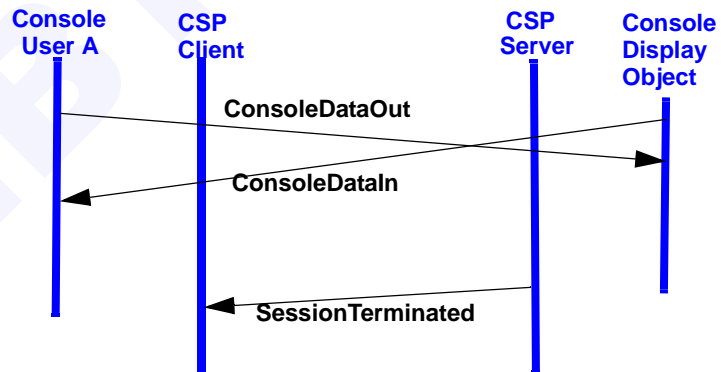 Console
User A
CSP
Client
CSP
Server
Console
Display
Object
ConsoleDataOut
ConsoleDataIn
SessionTerminated